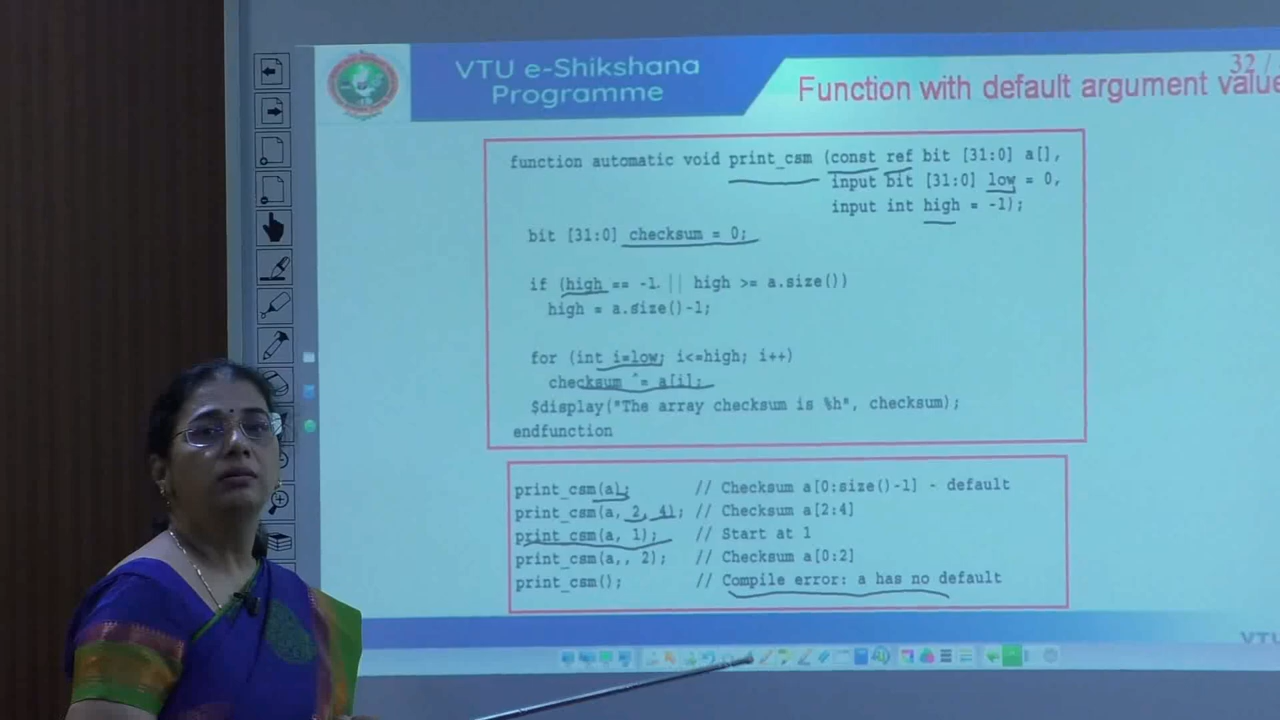 VTU e-Shikshana
Programme
32 /
Function with default argument value
function automatic void print_csm (const ref bit [31:0] a[],
input bit [31:0] low = 0,
input int high = -1);
bit [31:0] checksum = 0;
if (high == -1 || high >= a.size())
high = a.size()-1;
for (int i=low; i<=high; i++)
checksum ^= a[i];
$display("The array checksum is %h", checksum);
endfunction
print_csm(a); // Checksum a[0:size()-1] - default
print_csm(a, 2, 4); // Checksum a[2:4]
print_csm(a, 1); // Start at 1
print_csm(a,, 2); // Checksum a[0:2]
print_csm(); // Compile error: a has no default
VTU